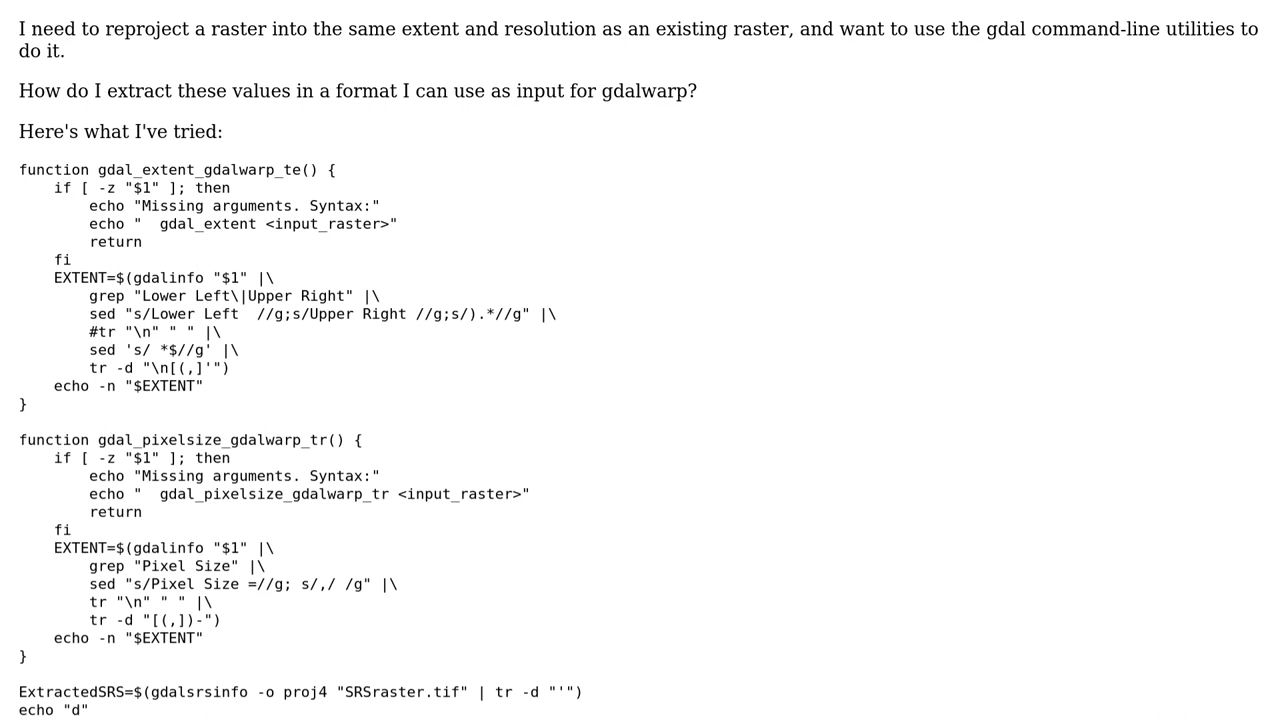 I need to reproject a raster into the same extent and resolution as an existing raster, and want to use the gdal command-line utilities to
do it.
How do I extract these values in a format I can use as input for gdalwarp?
Here's what I've tried:
function gdal_extent_gdalwarp_te() {
    if [ -z "$1" ]; then
        echo "Missing arguments. Syntax:"
        echo "  gdal_extent <input_raster>"
        return
    fi
    EXTENT=$(gdalinfo "$1" |\
        grep "Lower Left\|Upper Right" |\
        sed "s/Lower Left  //g;s/Upper Right //g;s/).*//g" |\
        #tr "\n" " " |\
        sed 's/ *$//g' |\
        tr -d "\n[(,]'")
    echo -n "$EXTENT"
}
function gdal_pixelsize_gdalwarp_tr() {
    if [ -z "$1" ]; then
        echo "Missing arguments. Syntax:"
        echo "  gdal_pixelsize_gdalwarp_tr <input_raster>"
        return
    fi
    EXTENT=$(gdalinfo "$1" |\
        grep "Pixel Size" |\
        sed "s/Pixel Size =//g; s/,/ /g" |\
        tr "\n" " " |\
        tr -d "[(,])-")
    echo -n "$EXTENT"
}
ExtractedSRS=$(gdalsrsinfo -o proj4 "SRSraster.tif" | tr -d "'")
echo "d"